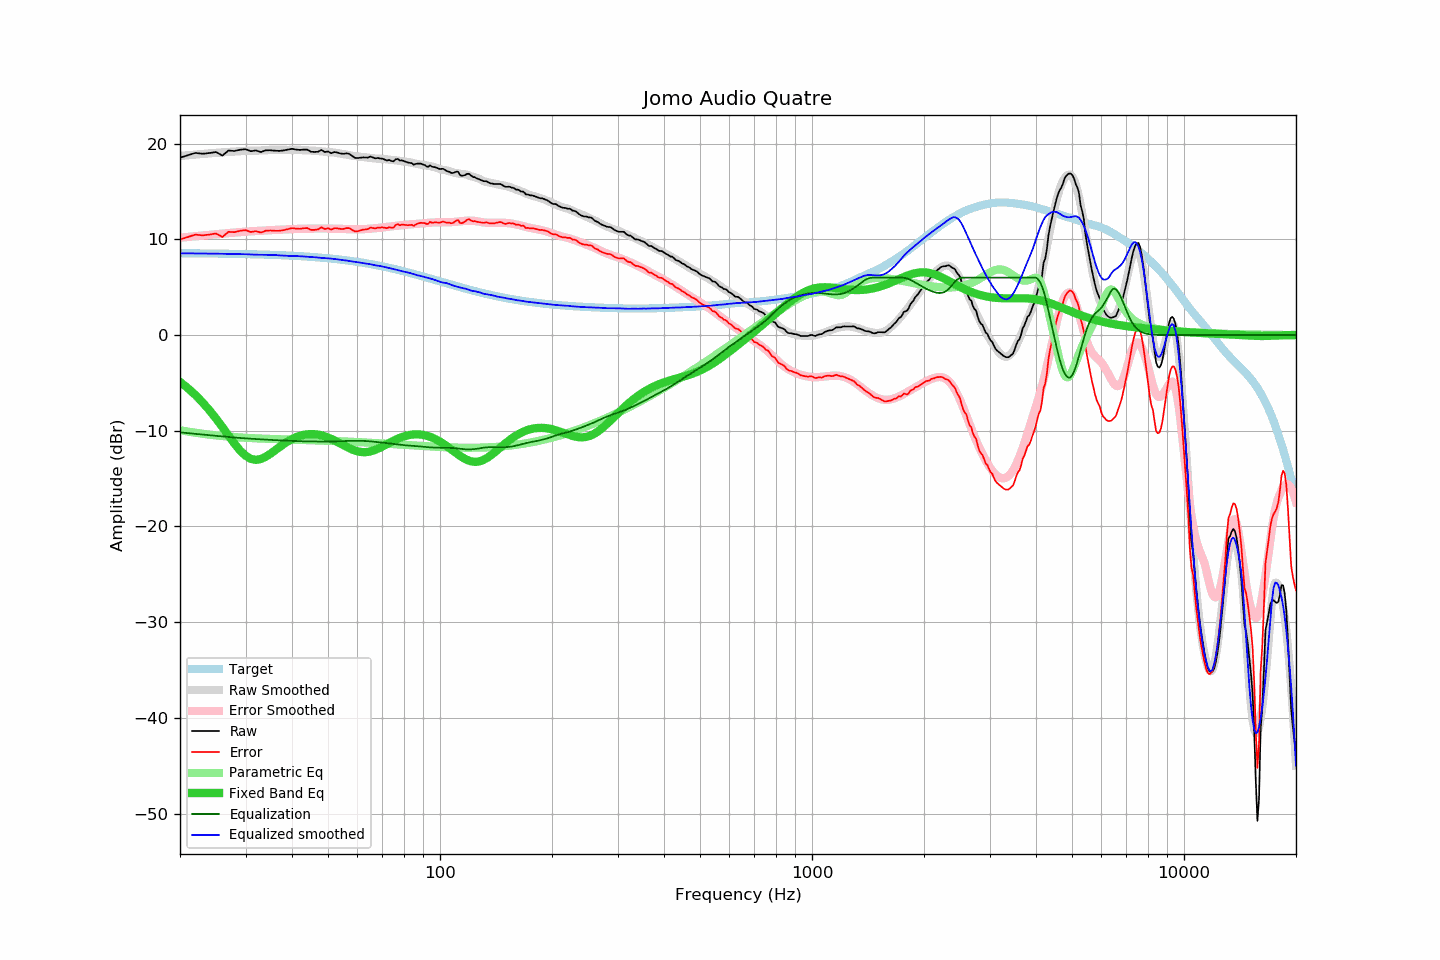 Jomo Audio Quatre
20
10
0
−10
−20
−30
−40
−50
Amplitude (dBr)
Target
Raw Smoothed
Error Smoothed
Raw
Error
Parametric Eq
Fixed Band Eq
Equalization
Equalized smoothed
100
1000
10000
Frequency (Hz)